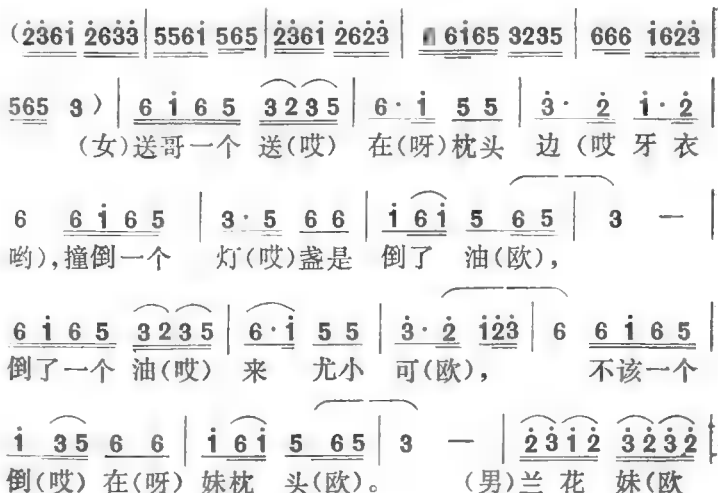 (2361 2633 | 5561 565 | 2361 2623 | 6165 3235 | 666 1623 |
565 3 ) | 6 1 6 5 3235 | 6· 1 5 5 | 3· 2 1· 2 |
(女)送哥一个 送(哎) 在(呀)枕头 边 (哎 牙 衣
6 6 1 6 5 | 3·5 6 6 | 1 61 5 6 5 | 3 — |
哟),撞倒一个 灯(哎)盏是 倒了 油(欧),
6 1 6 5 3235 | 6·1 5 5 | 3·2 123 | 6 6 1 6 5 |
倒了一个 油(哎) 来 尤小 可(欧), 不该一个
1 35 6 6 | 1 61 5 65 | 3 — | 2312 3232 |
倒(哎) 在(呀) 妹枕 头(欧)。 (男)兰 花 妹(欧